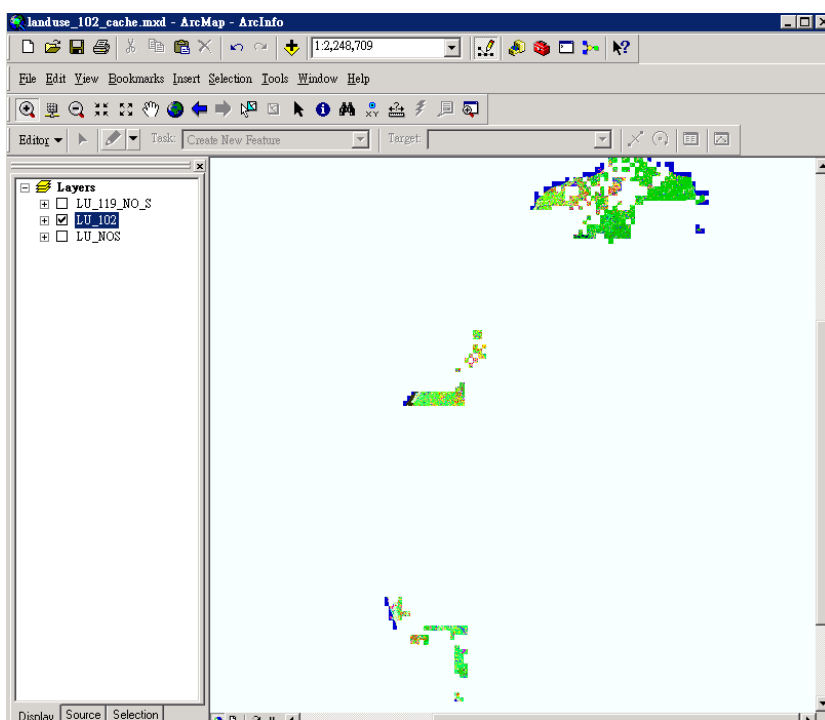 landuse_102_cache.mxd - ArcMap - ArcInfo
1:2,248,709
File Edit View Bookmarks Insert Selection Tools Window Help
Editor Task: Create New Feature Target:
Layers
LU_119_NO_S
LU_102
LU_NOS
Display Source Selection